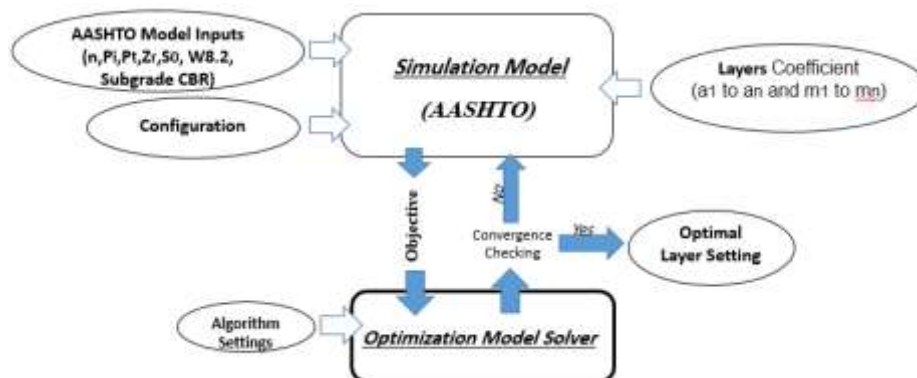 AASHTO Model Inputs
(n,Pi,Pt,Zr,S0, W8.2,
Subgrade CBR)
Simulation Model
(AASHTO)
Layers Coefficient
(a1 to an and m1 to mn)
Configuration
Objective
No
Convergence
Checking
Yes
Optimal
Layer Setting
Algorithm
Settings
Optimization Model Solver